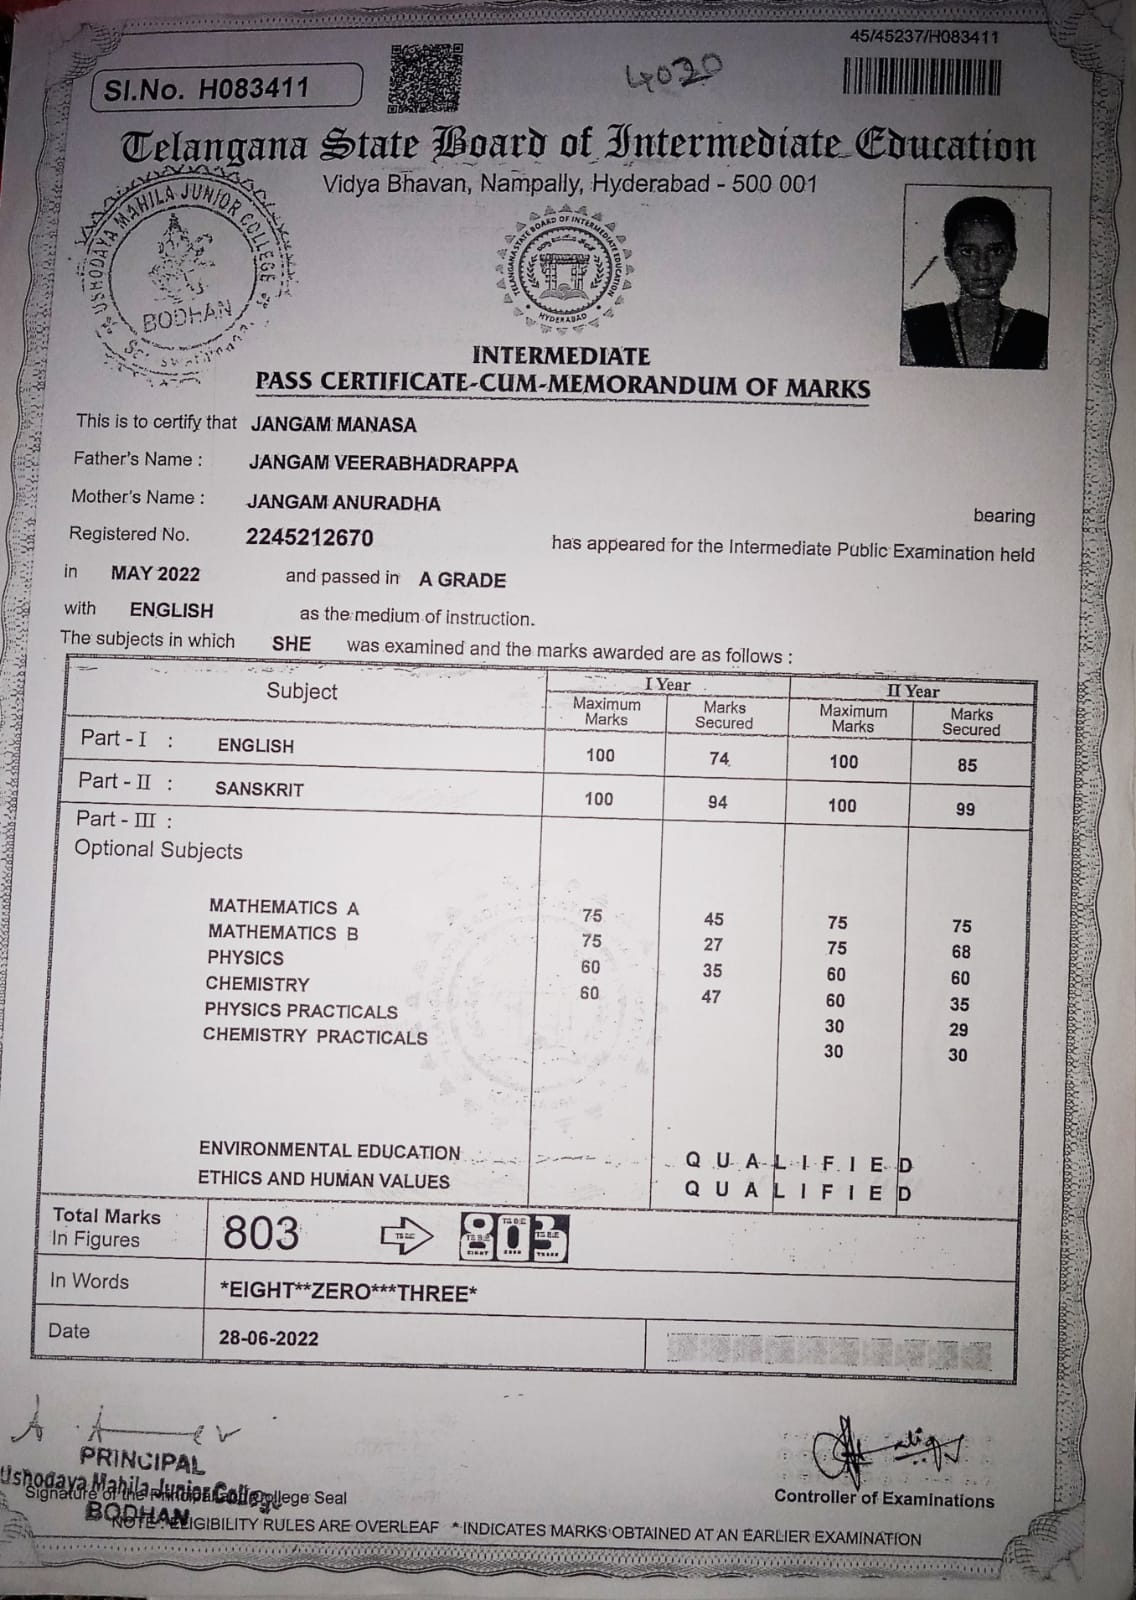 45/45237/H083411
Sl.No. H083411
4020
Telangana State Board of Intermediate Education
Vidya Bhavan, Nampally, Hyderabad - 500 001
USHODAYA MAHILA JUNIOR COLLEGE
BODHAN
TELANGANA STATE BOARD OF INTERMEDIATE EDUCATION
HYDERABAD
INTERMEDIATE
PASS CERTIFICATE-CUM-MEMORANDUM OF MARKS
This is to certify that JANGAM MANASA
Father's Name : JANGAM VEERABHADRAPPA
Mother's Name : JANGAM ANURADHA
bearing
Registered No. 2245212670 has appeared for the Intermediate Public Examination held
in MAY 2022 and passed in A GRADE
with ENGLISH as the medium of instruction.
The subjects in which SHE was examined and the marks awarded are as follows :
Subject I Year II Year
Maximum Marks Marks Secured Maximum Marks Marks Secured
Part - I : ENGLISH 100 74 100 85
Part - II : SANSKRIT 100 94 100 99
Part - III :
Optional Subjects
MATHEMATICS A 75 45 75 75
MATHEMATICS B 75 27 75 68
PHYSICS 60 35 60 60
CHEMISTRY 60 47 60 35
PHYSICS PRACTICALS 30 29
CHEMISTRY PRACTICALS 30 30
ENVIRONMENTAL EDUCATION QUALIFIED
ETHICS AND HUMAN VALUES QUALIFIED
Total Marks In Figures 803 803
EIGHT ZERO THREE
In Words *EIGHT**ZERO***THREE*
Date 28-06-2022
PRINCIPAL
Ushodaya Mahila Junior College
BODHAN
Signature of the Principal College Seal
Controller of Examinations
NOTE : ELIGIBILITY RULES ARE OVERLEAF * INDICATES MARKS OBTAINED AT AN EARLIER EXAMINATION